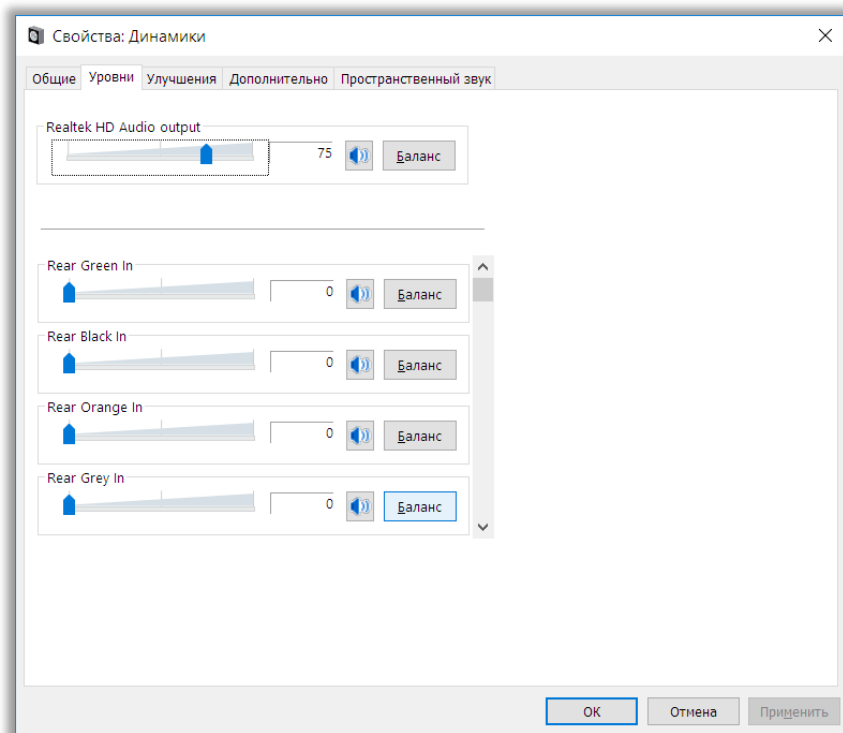 Свойства: Динамики
Общие Уровни Улучшения Дополнительно Пространственный звук
Realtek HD Audio output
75 Баланс
Rear Green In
0 Баланс
Rear Black In
0 Баланс
Rear Orange In
0 Баланс
Rear Grey In
0 Баланс
ОК Отмена Применить